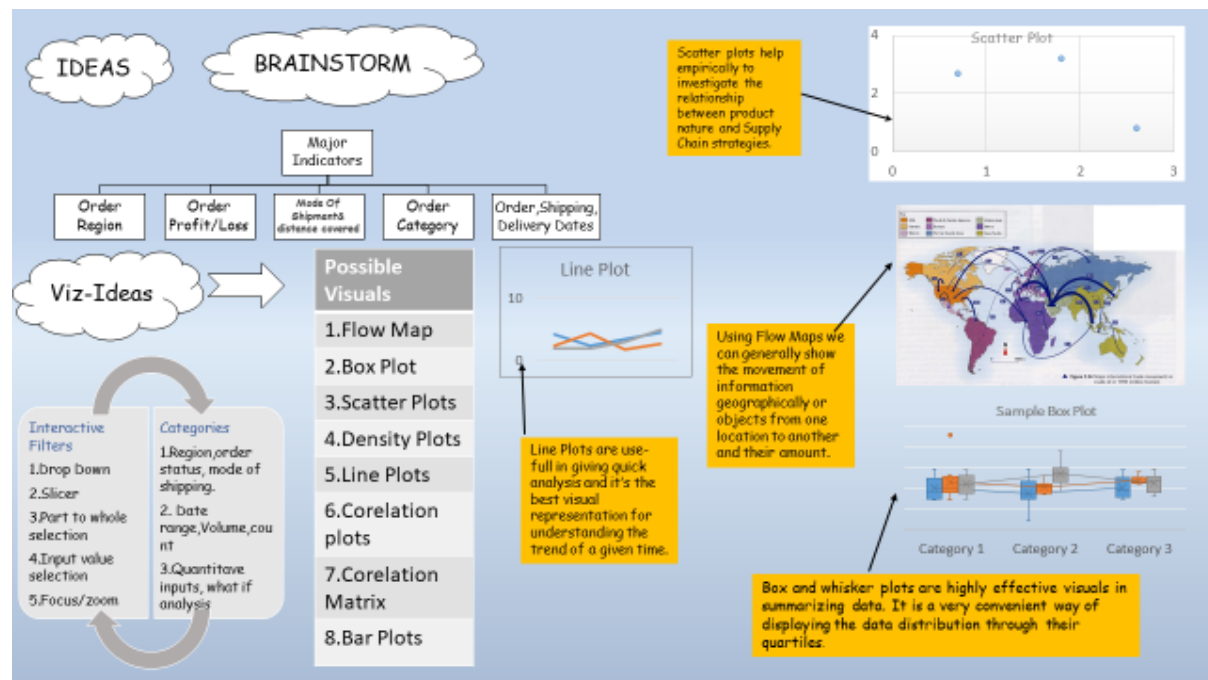 IDEAS
BRAINSTORM
Major
Indicators
Order
Region
Order
Profit/Loss
Mode Of
Shipment&
distance covered
Order
Category
Order,Shipping,
Delivery Dates
Viz-Ideas
Interactive
Filters
1.Drop Down
2.Slicer
3.Part to whole
selection
4.Input value
selection
5.Focus/zoom
Categories
1.Region,order
status, mode of
shipping.
2. Date
range,Volume,cou
nt
3.Quantitave
inputs, what if
analysis
Possible
Visuals
1.Flow Map
2.Box Plot
3.Scatter Plots
4.Density Plots
5.Line Plots
6.Corelation
plots
7.Corelation
Matrix
8.Bar Plots
Line Plot
10
0
Line Plots are use-
full in giving quick
analysis and it's the
best visual
representation for
understanding the
trend of a given time.
Scatter plots help
empirically to
investigate the
relationship
between product
nature and Supply
Chain strategies.
Scatter Plot
4
2
0
0 1 2 3
Using Flow Maps we
can generally show
the movement of
information
geographically or
objects from one
location to another
and their amount.
Sample Box Plot
Category 1 Category 2 Category 3
Box and whisker plots are highly effective visuals in
summarizing data. It is a very convenient way of
displaying the data distribution through their
quartiles.